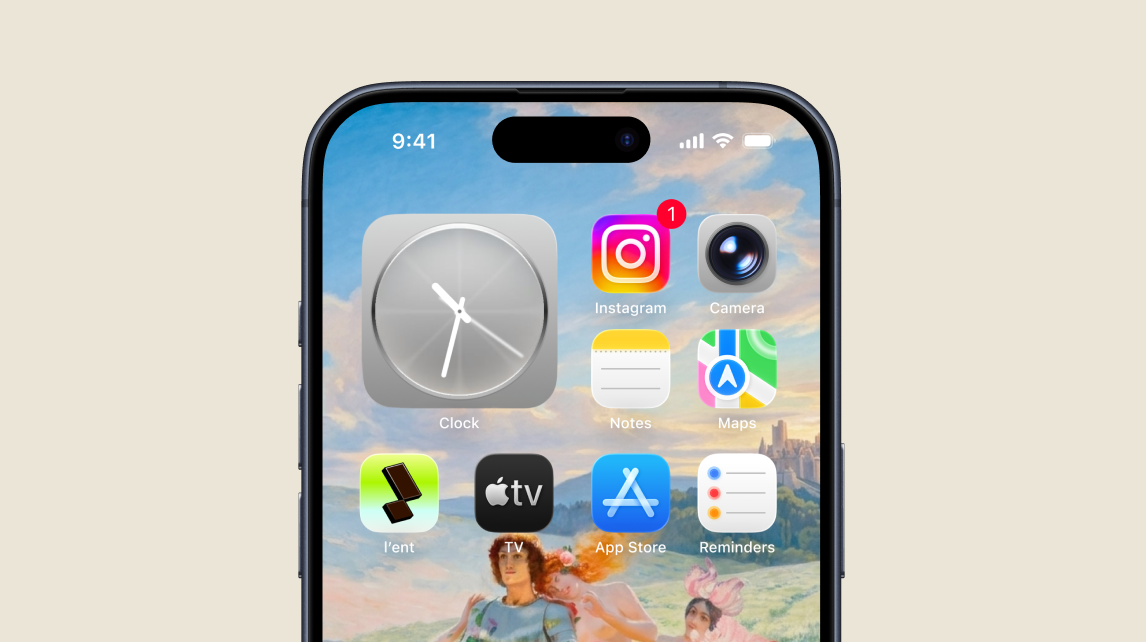 9:41
1
Instagram
Camera
Clock
Notes
Maps
tv
l'ent
TV
App Store
Reminders